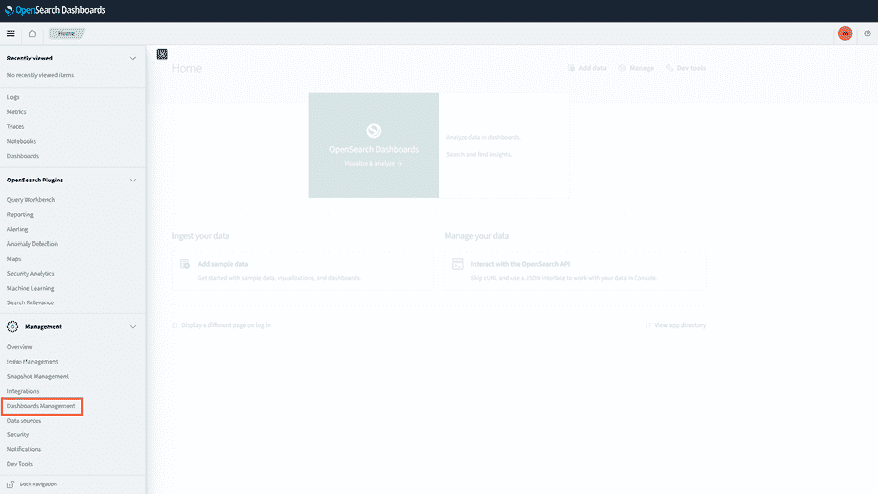 OpenSearch Dashboards
Home
m
Recently viewed
No recently viewed items
Logs
Metrics
Traces
Notebooks
Dashboards
OpenSearch Plugins
Query Workbench
Reporting
Alerting
Anomaly Detection
Maps
Security Analytics
Machine Learning
Search Relevance
Management
Overview
Index Management
Snapshot Management
Integrations
Dashboards Management
Data sources
Security
Notifications
Dev Tools
Dock navigation
Home
Add data
Manage
Dev tools
OpenSearch Dashboards
Visualize & analyze →
Analyze data in dashboards.
Search and find insights.
Ingest your data
Add sample data
Get started with sample data, visualizations, and dashboards.
Manage your data
Interact with the OpenSearch API
Skip cURL and use a JSON interface to work with your data in Console.
Display a different page on log in
View app directory